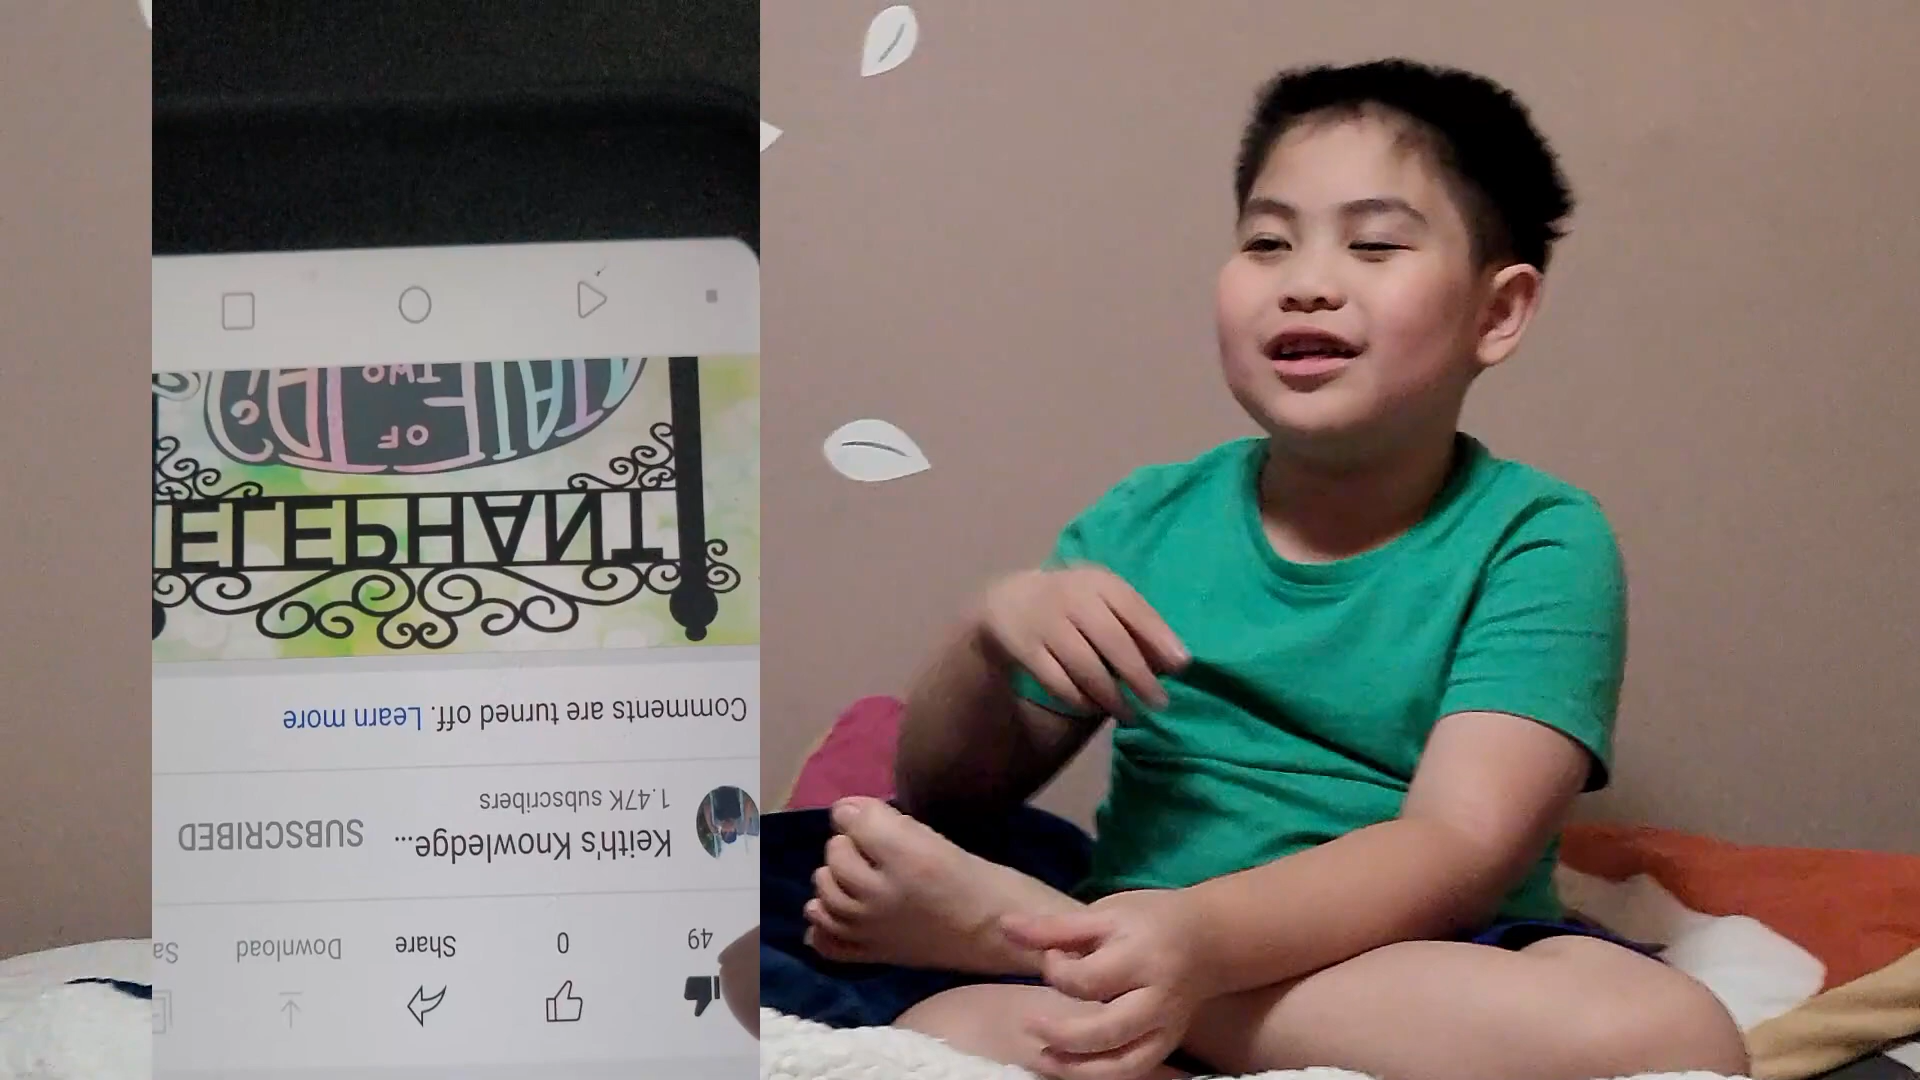 49 0 Share Download Sa
Keith's Knowledge... SUBSCRIBED
1.47K subscribers
Comments are turned off. Learn more
ELEPHANT
OF
TWO